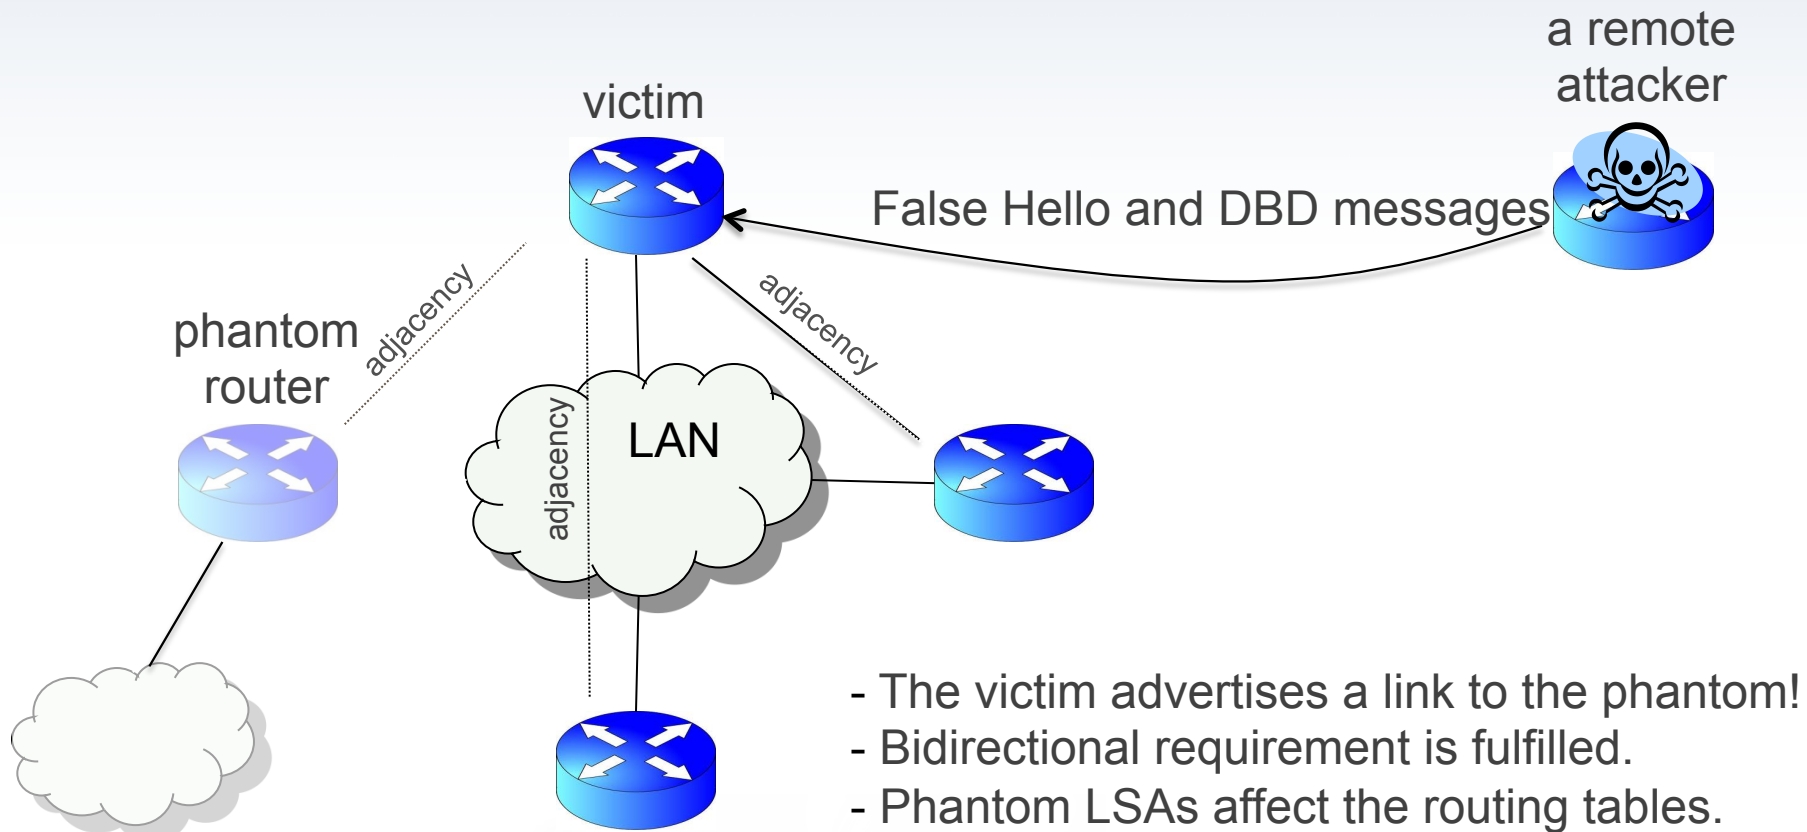 a remote
attacker
victim
False Hello and DBD messages
adjacency
adjacency
phantom
router
adjacency
LAN
- The victim advertises a link to the phantom!
- Bidirectional requirement is fulfilled.
- Phantom LSAs affect the routing tables.